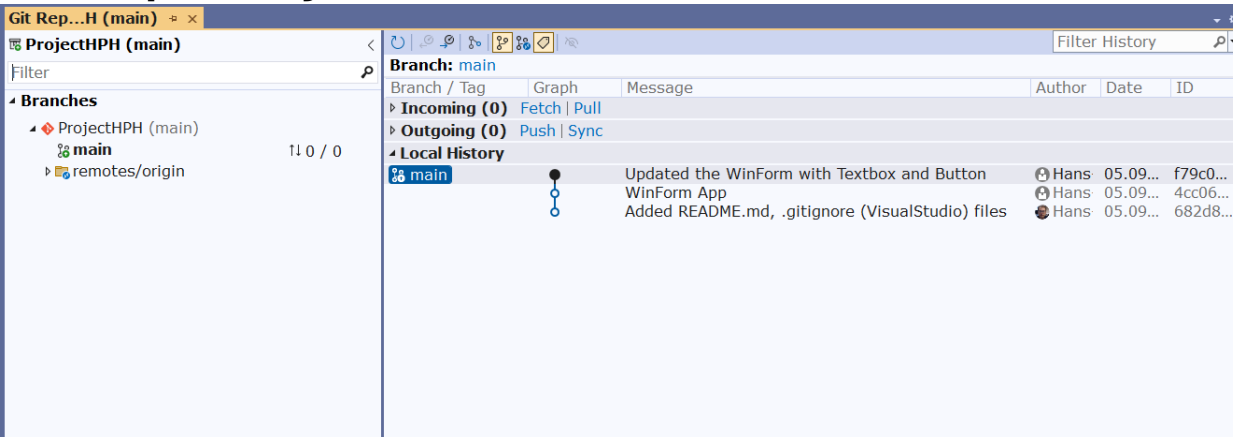 Git Rep...H (main)
ProjectHPH (main)
Filter
Branches
ProjectHPH (main)
main 0 / 0
remotes/origin
Filter History
Branch: main
Branch / Tag Graph Message Author Date ID
Incoming (0) Fetch | Pull
Outgoing (0) Push | Sync
Local History
main Updated the WinForm with Textbox and Button Hans 05.09... f79c0...
WinForm App Hans 05.09... 4cc06...
Added README.md, .gitignore (VisualStudio) files Hans 05.09... 682d8...